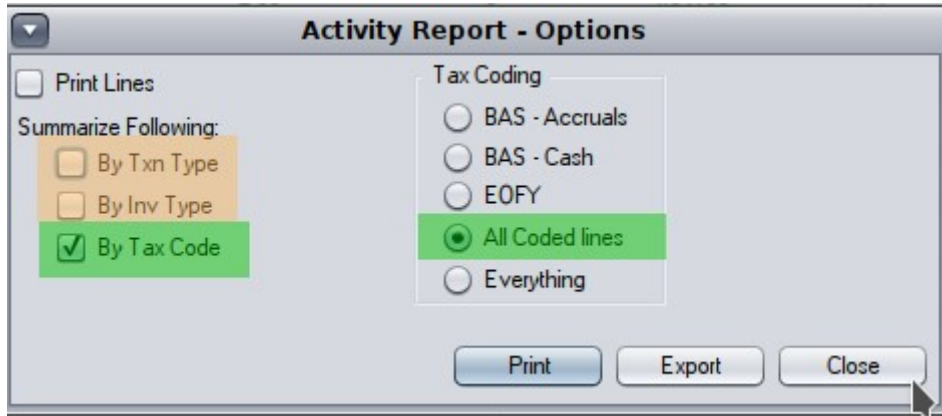 Activity Report - Options
Print Lines
Summarize Following:
By Txn Type
By Inv Type
By Tax Code
Tax Coding
BAS - Accruals
BAS - Cash
EOFY
All Coded lines
Everything
Print
Export
Close